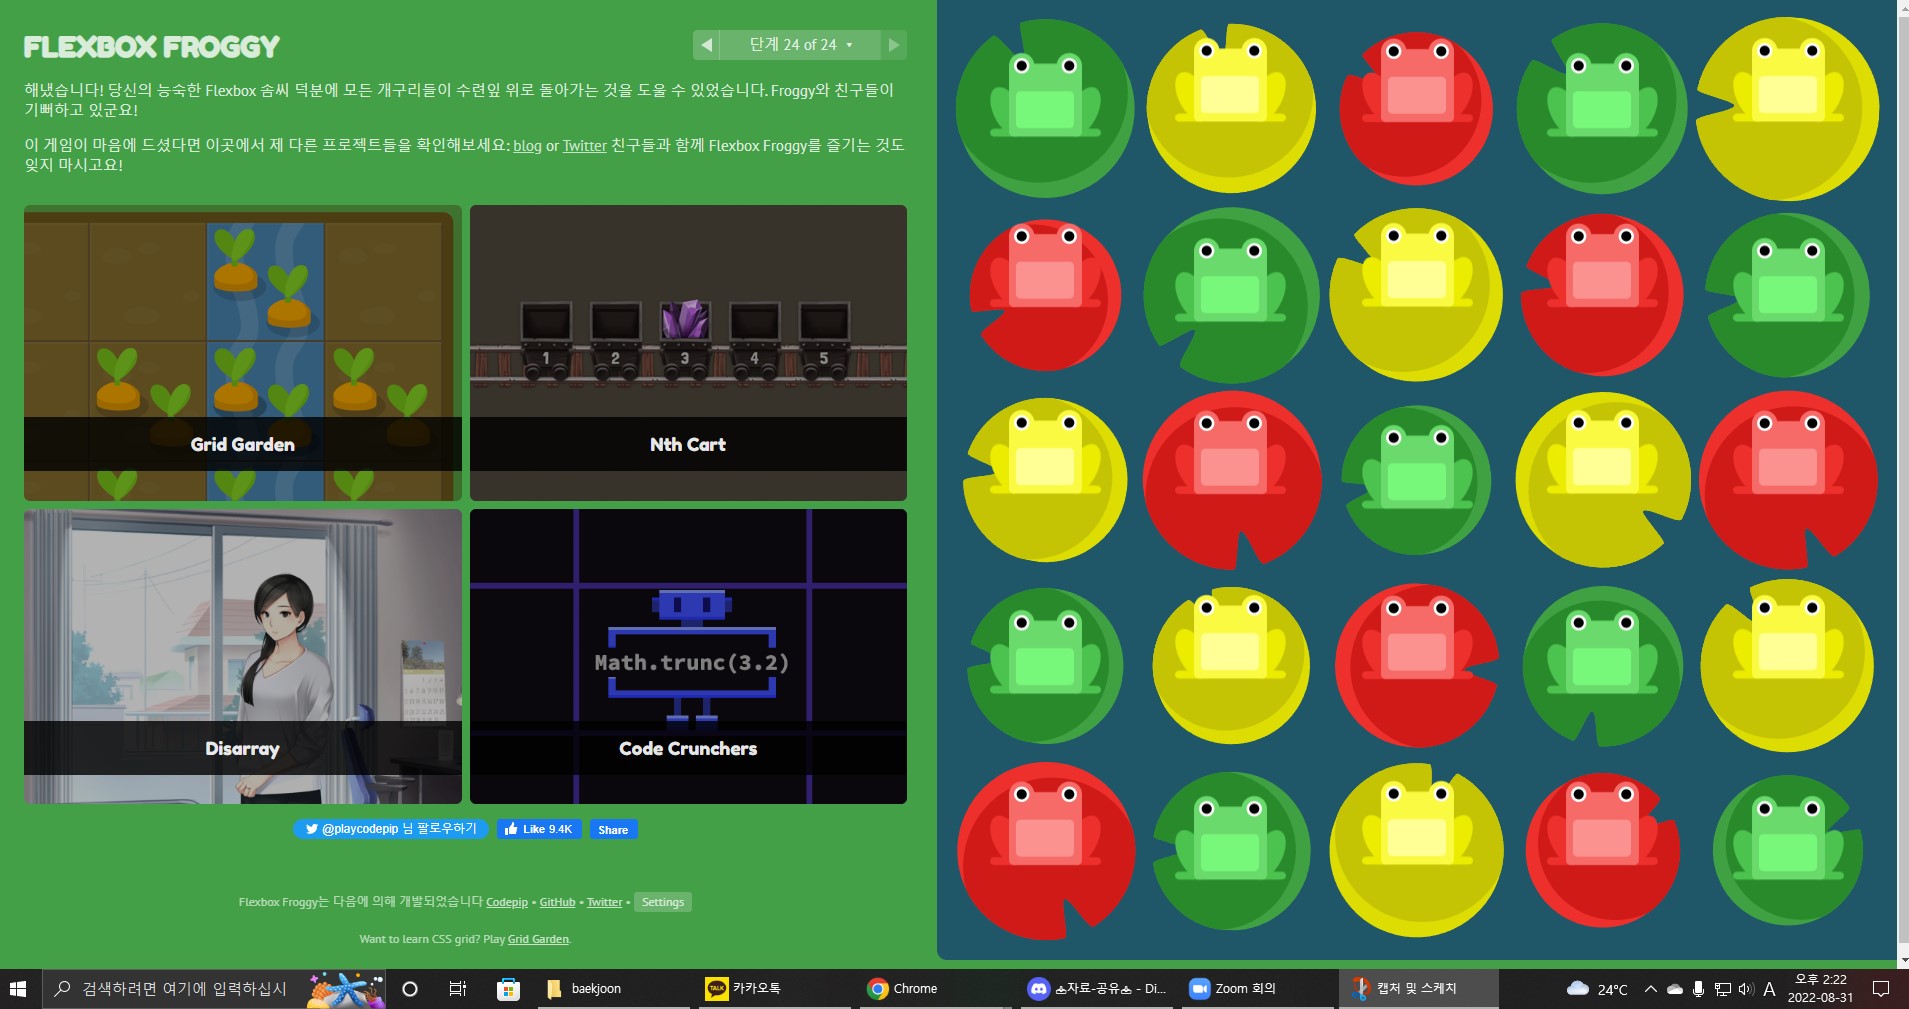 FLEXBOX FROGGY
단계 24 of 24
해냈습니다! 당신의 능숙한 Flexbox 솜씨 덕분에 모든 개구리들이 수련잎 위로 돌아가는 것을 도울 수 있었습니다. Froggy와 친구들이
기뻐하고 있군요!
이 게임이 마음에 드셨다면 이곳에서 제 다른 프로젝트들을 확인해보세요: blog or Twitter 친구들과 함께 Flexbox Froggy를 즐기는 것도
잊지 마시고요!
1 2 3 4 5
Grid Garden
Nth Cart
Math.trunc(3.2)
Disarray
Code Crunchers
@playcodepip 님 팔로우하기
Like 9.4K
Share
Flexbox Froggy는 다음에 의해 개발되었습니다 Codepip • GitHub • Twitter • Settings
Want to learn CSS grid? Play Grid Garden.
검색하려면 여기에 입력하십시
baekjoon
TALK
카카오톡
Chrome
자료-공유 - Di...
Zoom 회의
캡처 및 스케치
24°C
A
오후 2:22
2022-08-31